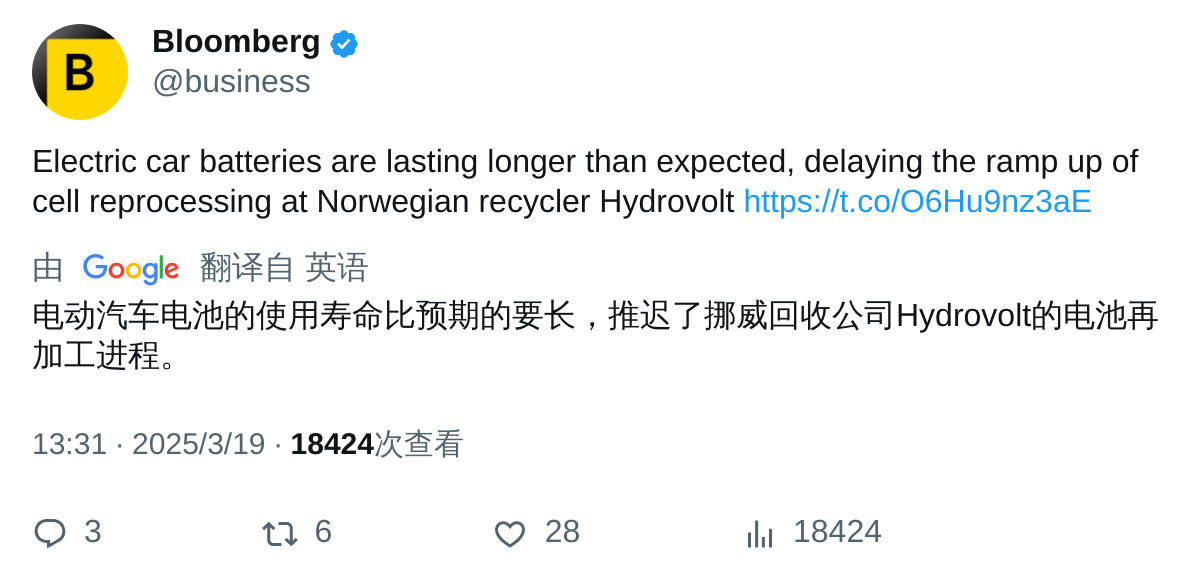 B
Bloomberg
@business
Electric car batteries are lasting longer than expected, delaying the ramp up of
cell reprocessing at Norwegian recycler Hydrovolt https://t.co/O6Hu9nz3aE
由 Google 翻译自 英语
电动汽车电池的使用寿命比预期的要长，推迟了挪威回收公司Hydrovolt的电池再
加工进程。
13:31 · 2025/3/19 · 18424次查看
3 6 28 18424